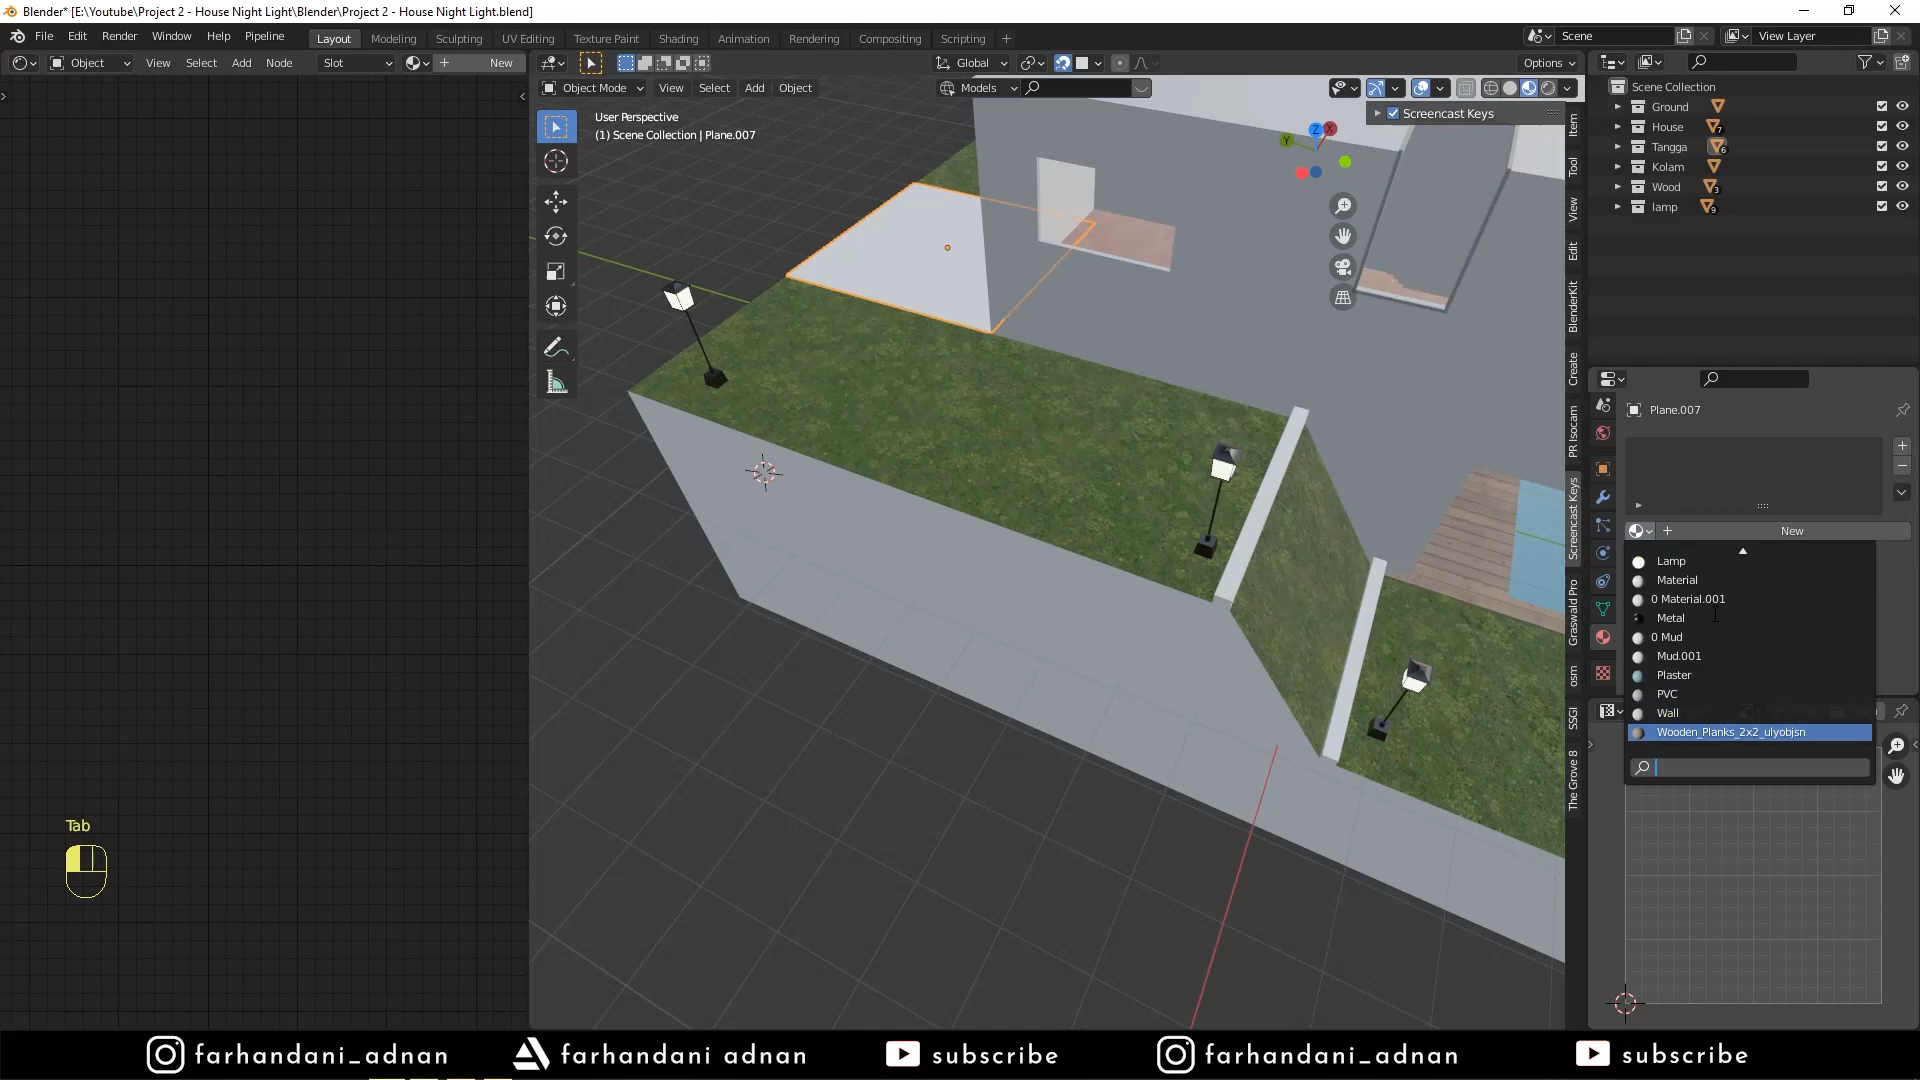 Blender* [E:\Youtube\Project 2 - House Night Light\Blender\Project 2 - House Night Light.blend]
File Edit Render Window Help Pipeline Layout Modeling Sculpting UV Editing Texture Paint Shading Animation Rendering Compositing Scripting + Scene View Layer
Object View Select Add Node Slot New Global Options
Object Mode View Select Add Object Models
User Perspective
(1) Scene Collection | Plane.007
Screencast Keys
X
Y
Z
Item
Tool
View
Edit
BlenderKit
Create
PR Isocam
Screencast Keys
Graswald Pro
osm
SSGI
The Grove 8
Scene Collection
Ground
House 7
Tangga 6
Kolam
Wood 3
lamp 9
Plane.007
New
Lamp
Material
0 Material.001
Metal
0 Mud
Mud.001
Plaster
PVC
Wall
Wooden_Planks_2x2_ulyobjsn
Tab
farhandani_adnan farhandani adnan subscribe farhandani_adnan subscribe